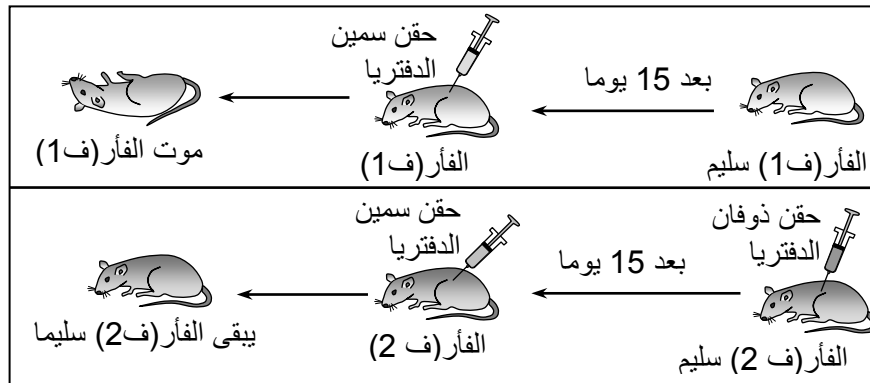 حقن سمين
الدفتريا
بعد 15 يوما
الفأر(ف1) سليم
الفأر(ف1)
موت الفأر(ف1)
حقن ذوفان
الدفتريا
حقن سمين
الدفتريا
بعد 15 يوما
الفأر(ف 2) سليم
الفأر(ف 2)
يبقى الفأر(ف2) سليما